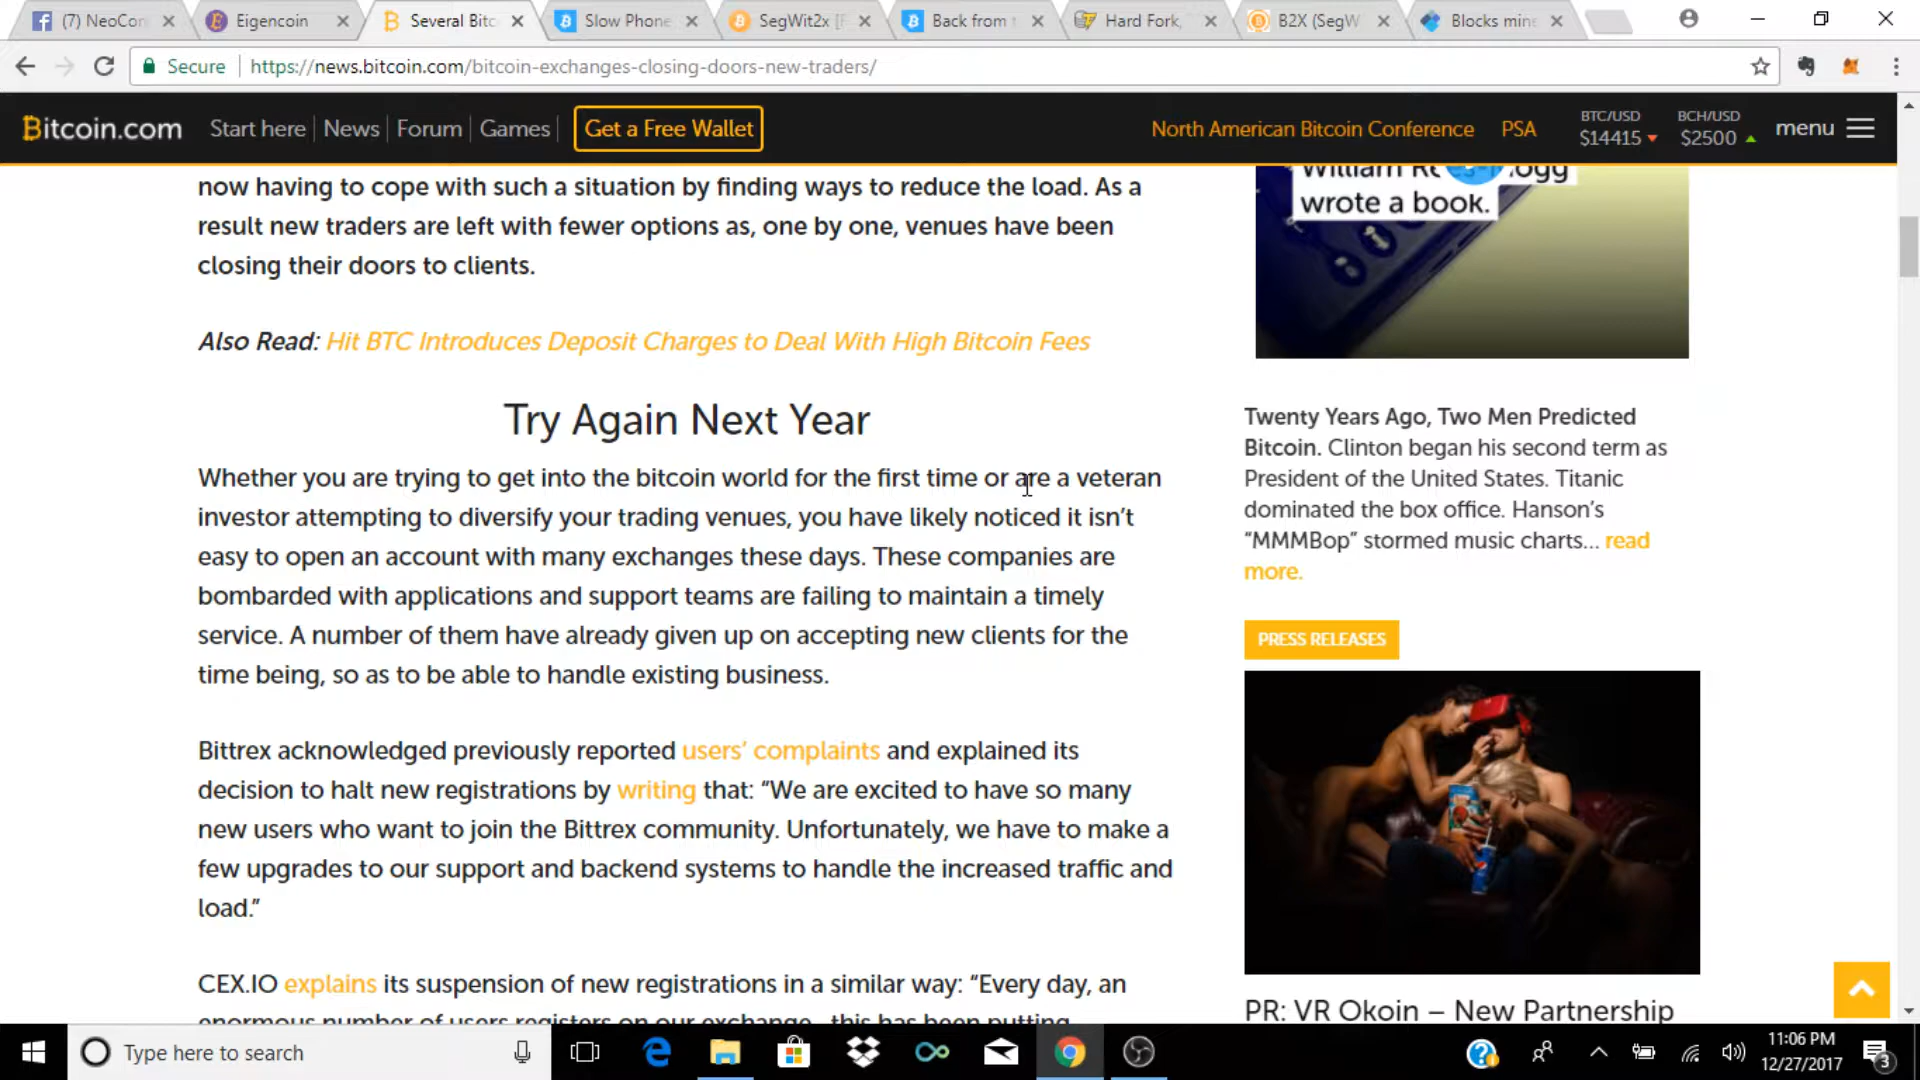 (7) NeoCon
Eigencoin
Several Bitc
Slow Phone
SegWit2x [F
Back from t
Hard Fork,
B2X (SegW
Blocks mine
Secure
https://news.bitcoin.com/bitcoin-exchanges-closing-doors-new-traders/
Bitcoin.com
Start here
News
Forum
Games
Get a Free Wallet
North American Bitcoin Conference
PSA
BTC/USD
$14415
BCH/USD
$2500
menu
now having to cope with such a situation by finding ways to reduce the load. As a
result new traders are left with fewer options as, one by one, venues have been
closing their doors to clients.
Also Read: Hit BTC Introduces Deposit Charges to Deal With High Bitcoin Fees
Try Again Next Year
Whether you are trying to get into the bitcoin world for the first time or are a veteran
investor attempting to diversify your trading venues, you have likely noticed it isn't
easy to open an account with many exchanges these days. These companies are
bombarded with applications and support teams are failing to maintain a timely
service. A number of them have already given up on accepting new clients for the
time being, so as to be able to handle existing business.
Bittrex acknowledged previously reported users' complaints and explained its
decision to halt new registrations by writing that: “We are excited to have so many
new users who want to join the Bittrex community. Unfortunately, we have to make a
few upgrades to our support and backend systems to handle the increased traffic and
load.”
CEX.IO explains its suspension of new registrations in a similar way: “Every day, an
enormous number of users registers on our exchange this has been putting
William
wrote a book.
Twenty Years Ago, Two Men Predicted
Bitcoin. Clinton began his second term as
President of the United States. Titanic
dominated the box office. Hanson's
“MMMBop” stormed music charts... read
more.
PRESS RELEASES
PR: VR Okoin – New Partnership
Type here to search
11:06 PM
12/27/2017
3